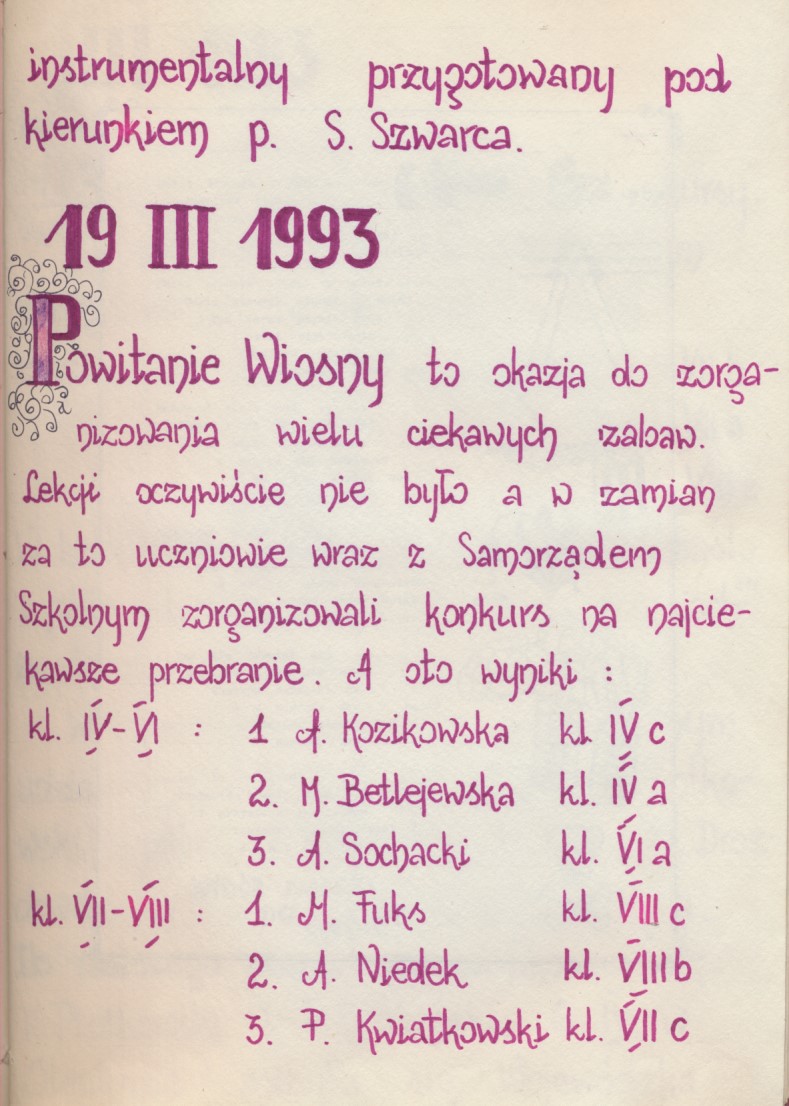 instrumentalny przygotowany pod
kierunkiem p. S. Szwarca.
19 III 1993
Powitanie Wiosny to okazja do zorga-
nizowania wielu ciekawych zabaw.
Lekcji oczywiście nie było a w zamian
za to uczniowie wraz z Samorządem
Szkolnym zorganizowali konkurs na najcie-
kawsze przebranie. A oto wyniki :
kl. IV-VI : 1 A. Kozikowska kl. IV c
2. M. Betlejewska kl. IV a
3. A. Sochacki kl. VI a
kl. VII-VIII : 1. M. Fuks kl. VIII c
2. A. Niedek kl. VIII b
3. P. Kwiatkowski kl. VII c